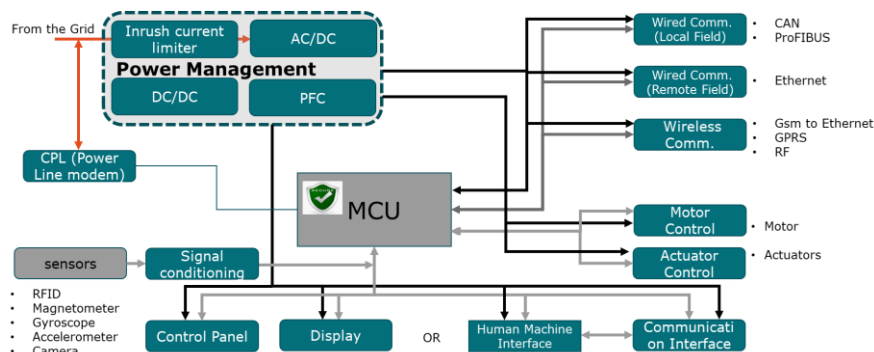 From the Grid
Inrush current
limiter
AC/DC
Power Management
DC/DC
PFC
CPL (Power
Line modem)
MCU
sensors
Signal
conditioning
• RFID
• Magnetometer
• Gyroscope
• Accelerometer
• Camera
Control Panel
Display
OR
Human Machine
Interface
Communicati
on Interface
Wired Comm.
(Local Field)
• CAN
• ProFIBUS
Wired Comm.
(Remote Field)
• Ethernet
Wireless
Comm.
• Gsm to Ethernet
• GPRS
• RF
Motor
Control
• Motor
Actuator
Control
• Actuators